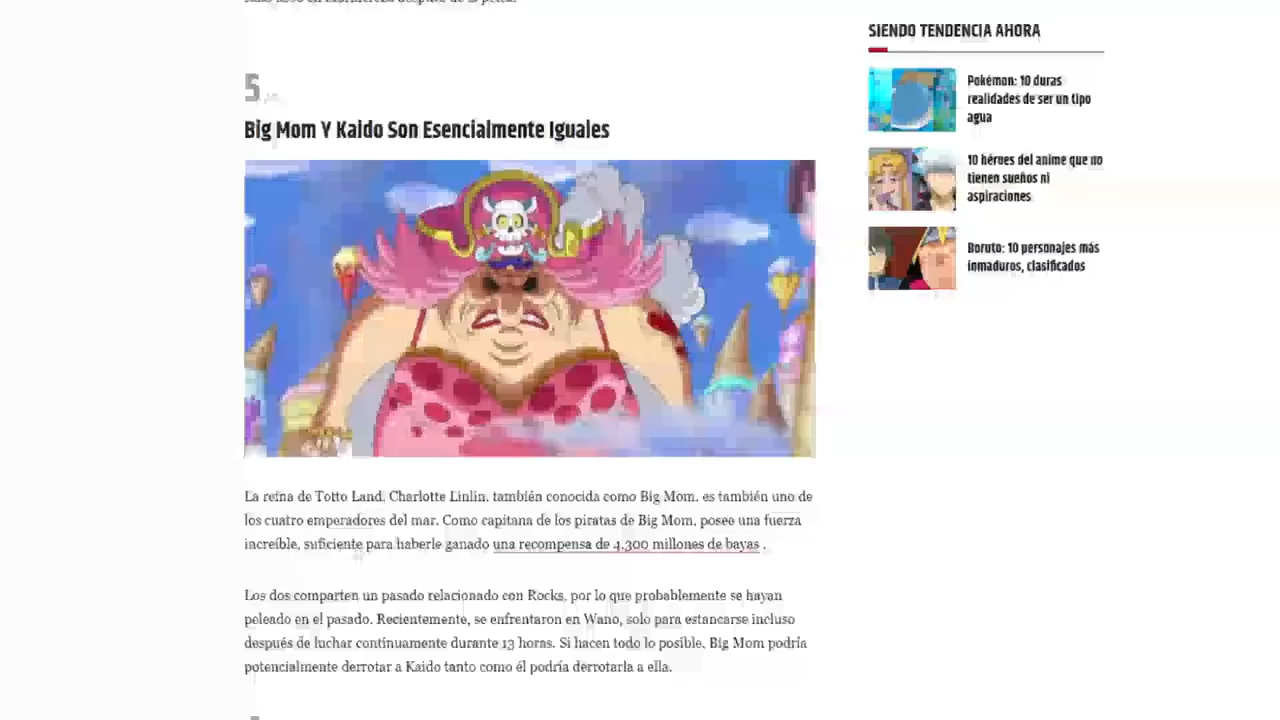 5
Big Mom Y Kaido Son Esencialmente Iguales
La reina de Totto Land, Charlotte Linlin, también conocida como Big Mom, es también uno de
los cuatro emperadores del mar. Como capitana de los piratas de Big Mom, posee una fuerza
increíble, suficiente para haberle ganado una recompensa de 4,300 millones de bayas .
Los dos comparten un pasado relacionado con Rocks, por lo que probablemente se hayan
peleado en el pasado. Recientemente, se enfrentaron en Wano, solo para estancarse incluso
después de luchar continuamente durante 13 horas. Si hacen todo lo posible, Big Mom podría
potencialmente derrotar a Kaido tanto como él podría derrotarla a ella.
SIENDO TENDENCIA AHORA
Pokémon: 10 duras
realidades de ser un tipo
agua
10 héroes del anime que no
tienen sueños ni
aspiraciones
Boruto: 10 personajes más
inmaduros, clasificados